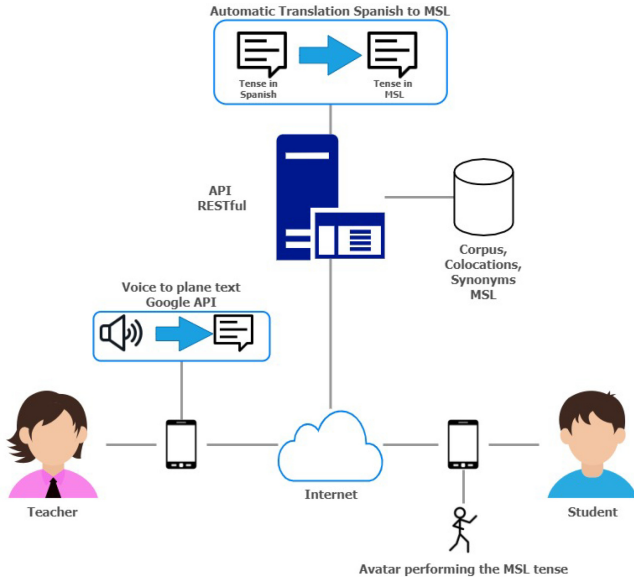 Automatic Translation Spanish to MSL
Tense in
Spanish
Tense in
MSL
API
RESTful
Corpus,
Colocations,
Synonyms
MSL
Voice to plane text
Google API
Teacher
Internet
Student
Avatar performing the MSL tense